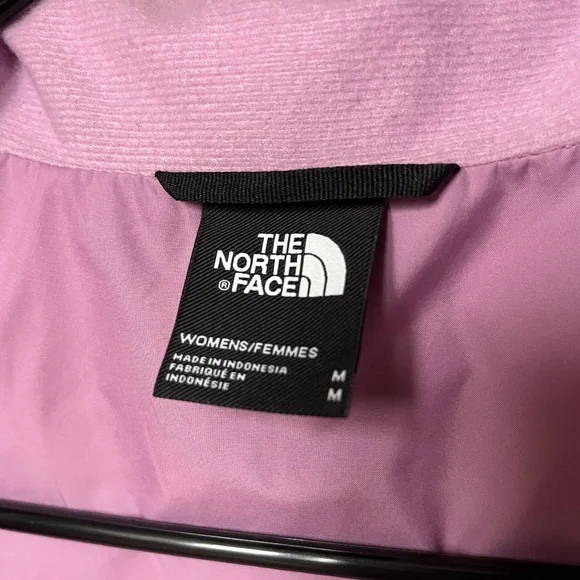 THE
NORTH
® FACE
WOMENS/FEMMES
MADE IN INDONESIA M
FABRIQUÉ EN
INDONÉSIE M